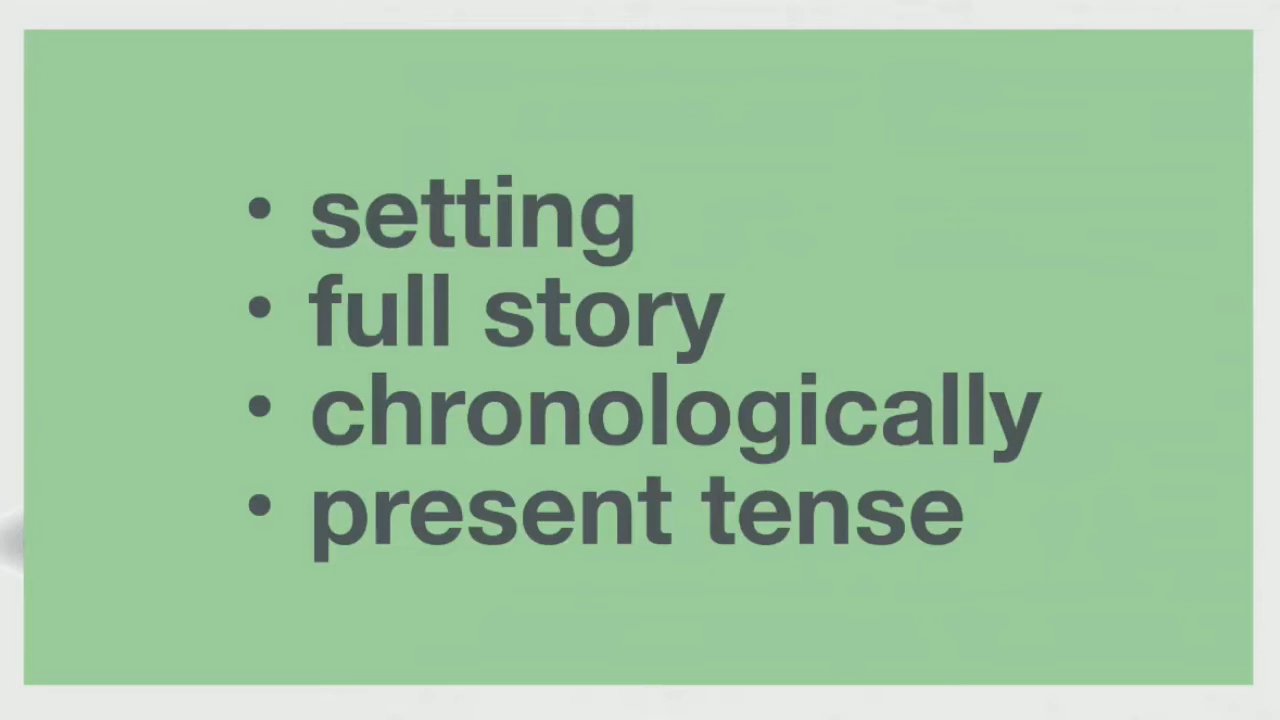 • setting
• full story
• chronologically
• present tense